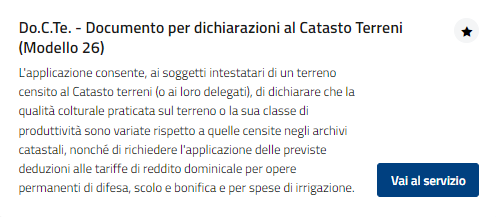 Do.C.Te. - Documento per dichiarazioni al Catasto Terreni
(Modello 26)
L'applicazione consente, ai soggetti intestatari di un terreno
censito al Catasto terreni (o ai loro delegati), di dichiarare che la
qualità colturale praticata sul terreno o la sua classe di
produttività sono variate rispetto a quelle censite negli archivi
catastali, nonché di richiedere l'applicazione delle previste
deduzioni alle tariffe di reddito dominicale per opere
permanenti di difesa, scolo e bonifica e per spese di irrigazione.
Vai al servizio